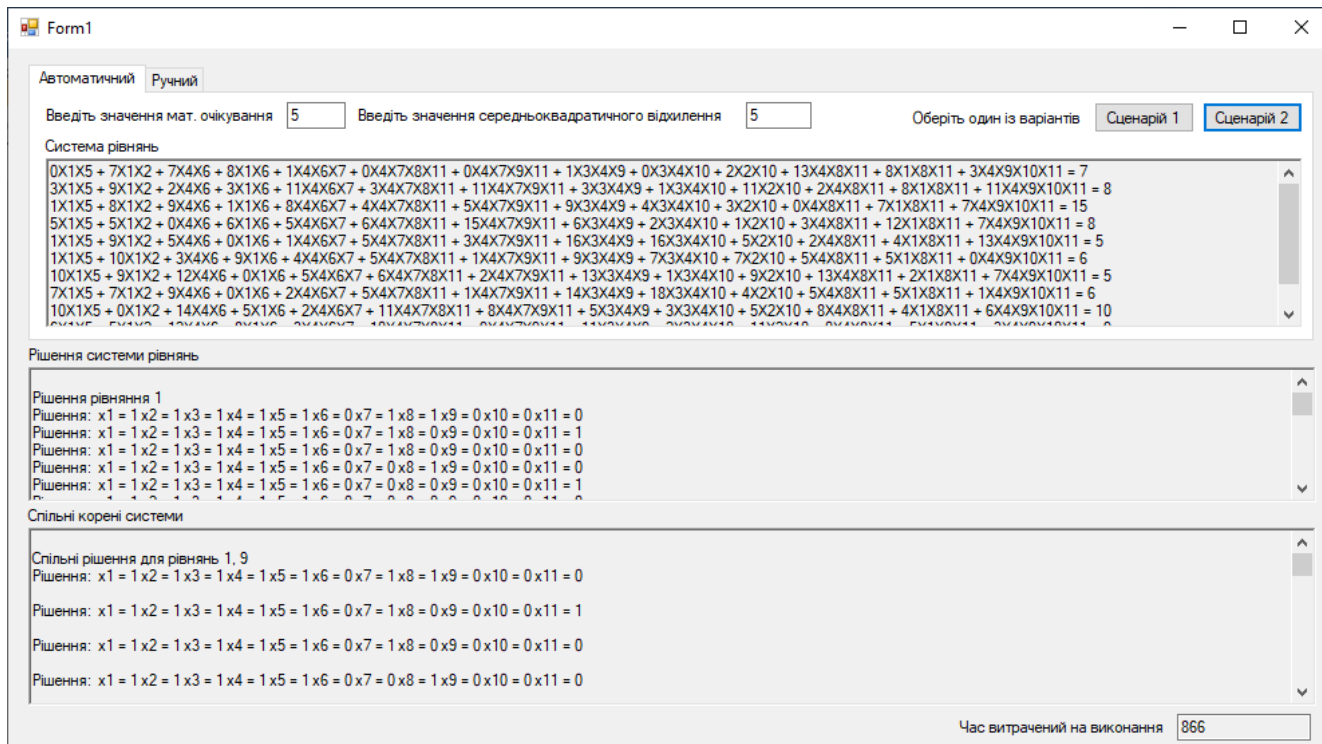 Form1
Автоматичний Ручний
Введіть значення мат. очікування 5 Введіть значення середньоквадратичного відхилення 5 Оберіть один із варіантів Сценарій 1 Сценарій 2
Система рівнянь
0X1X5 + 7X1X2 + 7X4X6 + 8X1X6 + 1X4X6X7 + 0X4X7X8X11 + 0X4X7X9X11 + 1X3X4X9 + 0X3X4X10 + 2X2X10 + 13X4X8X11 + 8X1X8X11 + 3X4X9X10X11 = 7
3X1X5 + 9X1X2 + 2X4X6 + 3X1X6 + 11X4X6X7 + 3X4X7X8X11 + 11X4X7X9X11 + 3X3X4X9 + 1X3X4X10 + 11X2X10 + 2X4X8X11 + 8X1X8X11 + 11X4X9X10X11 = 8
1X1X5 + 8X1X2 + 9X4X6 + 1X1X6 + 8X4X6X7 + 4X4X7X8X11 + 5X4X7X9X11 + 9X3X4X9 + 4X3X4X10 + 3X2X10 + 0X4X8X11 + 7X1X8X11 + 7X4X9X10X11 = 15
5X1X5 + 5X1X2 + 0X4X6 + 6X1X6 + 5X4X6X7 + 6X4X7X8X11 + 15X4X7X9X11 + 6X3X4X9 + 2X3X4X10 + 1X2X10 + 3X4X8X11 + 12X1X8X11 + 7X4X9X10X11 = 8
1X1X5 + 9X1X2 + 5X4X6 + 0X1X6 + 1X4X6X7 + 5X4X7X8X11 + 3X4X7X9X11 + 16X3X4X9 + 16X3X4X10 + 5X2X10 + 2X4X8X11 + 4X1X8X11 + 13X4X9X10X11 = 5
1X1X5 + 10X1X2 + 3X4X6 + 9X1X6 + 4X4X6X7 + 5X4X7X8X11 + 1X4X7X9X11 + 9X3X4X9 + 7X3X4X10 + 7X2X10 + 5X4X8X11 + 5X1X8X11 + 0X4X9X10X11 = 6
10X1X5 + 9X1X2 + 12X4X6 + 0X1X6 + 5X4X6X7 + 6X4X7X8X11 + 2X4X7X9X11 + 13X3X4X9 + 1X3X4X10 + 9X2X10 + 13X4X8X11 + 2X1X8X11 + 7X4X9X10X11 = 5
7X1X5 + 7X1X2 + 9X4X6 + 0X1X6 + 2X4X6X7 + 5X4X7X8X11 + 1X4X7X9X11 + 14X3X4X9 + 18X3X4X10 + 4X2X10 + 5X4X8X11 + 5X1X8X11 + 1X4X9X10X11 = 6
10X1X5 + 0X1X2 + 14X4X6 + 5X1X6 + 2X4X6X7 + 11X4X7X8X11 + 8X4X7X9X11 + 5X3X4X9 + 3X3X4X10 + 5X2X10 + 8X4X8X11 + 4X1X8X11 + 6X4X9X10X11 = 10
Рішення системи рівнянь
Рішення рівняння 1
Рішення: x1 = 1 x2 = 1 x3 = 1 x4 = 1 x5 = 1 x6 = 0 x7 = 1 x8 = 1 x9 = 0 x10 = 0 x11 = 0
Рішення: x1 = 1 x2 = 1 x3 = 1 x4 = 1 x5 = 1 x6 = 0 x7 = 1 x8 = 0 x9 = 0 x10 = 0 x11 = 1
Рішення: x1 = 1 x2 = 1 x3 = 1 x4 = 1 x5 = 1 x6 = 0 x7 = 1 x8 = 0 x9 = 0 x10 = 0 x11 = 0
Рішення: x1 = 1 x2 = 1 x3 = 1 x4 = 1 x5 = 1 x6 = 0 x7 = 0 x8 = 1 x9 = 0 x10 = 0 x11 = 0
Рішення: x1 = 1 x2 = 1 x3 = 1 x4 = 1 x5 = 1 x6 = 0 x7 = 0 x8 = 0 x9 = 0 x10 = 0 x11 = 1
Спільні корені системи
Спільні рішення для рівнянь 1, 9
Рішення: x1 = 1 x2 = 1 x3 = 1 x4 = 1 x5 = 1 x6 = 0 x7 = 1 x8 = 1 x9 = 0 x10 = 0 x11 = 0
Рішення: x1 = 1 x2 = 1 x3 = 1 x4 = 1 x5 = 1 x6 = 0 x7 = 1 x8 = 0 x9 = 0 x10 = 0 x11 = 1
Рішення: x1 = 1 x2 = 1 x3 = 1 x4 = 1 x5 = 1 x6 = 0 x7 = 1 x8 = 0 x9 = 0 x10 = 0 x11 = 0
Рішення: x1 = 1 x2 = 1 x3 = 1 x4 = 1 x5 = 1 x6 = 0 x7 = 0 x8 = 1 x9 = 0 x10 = 0 x11 = 0
Час витрачений на виконання 866